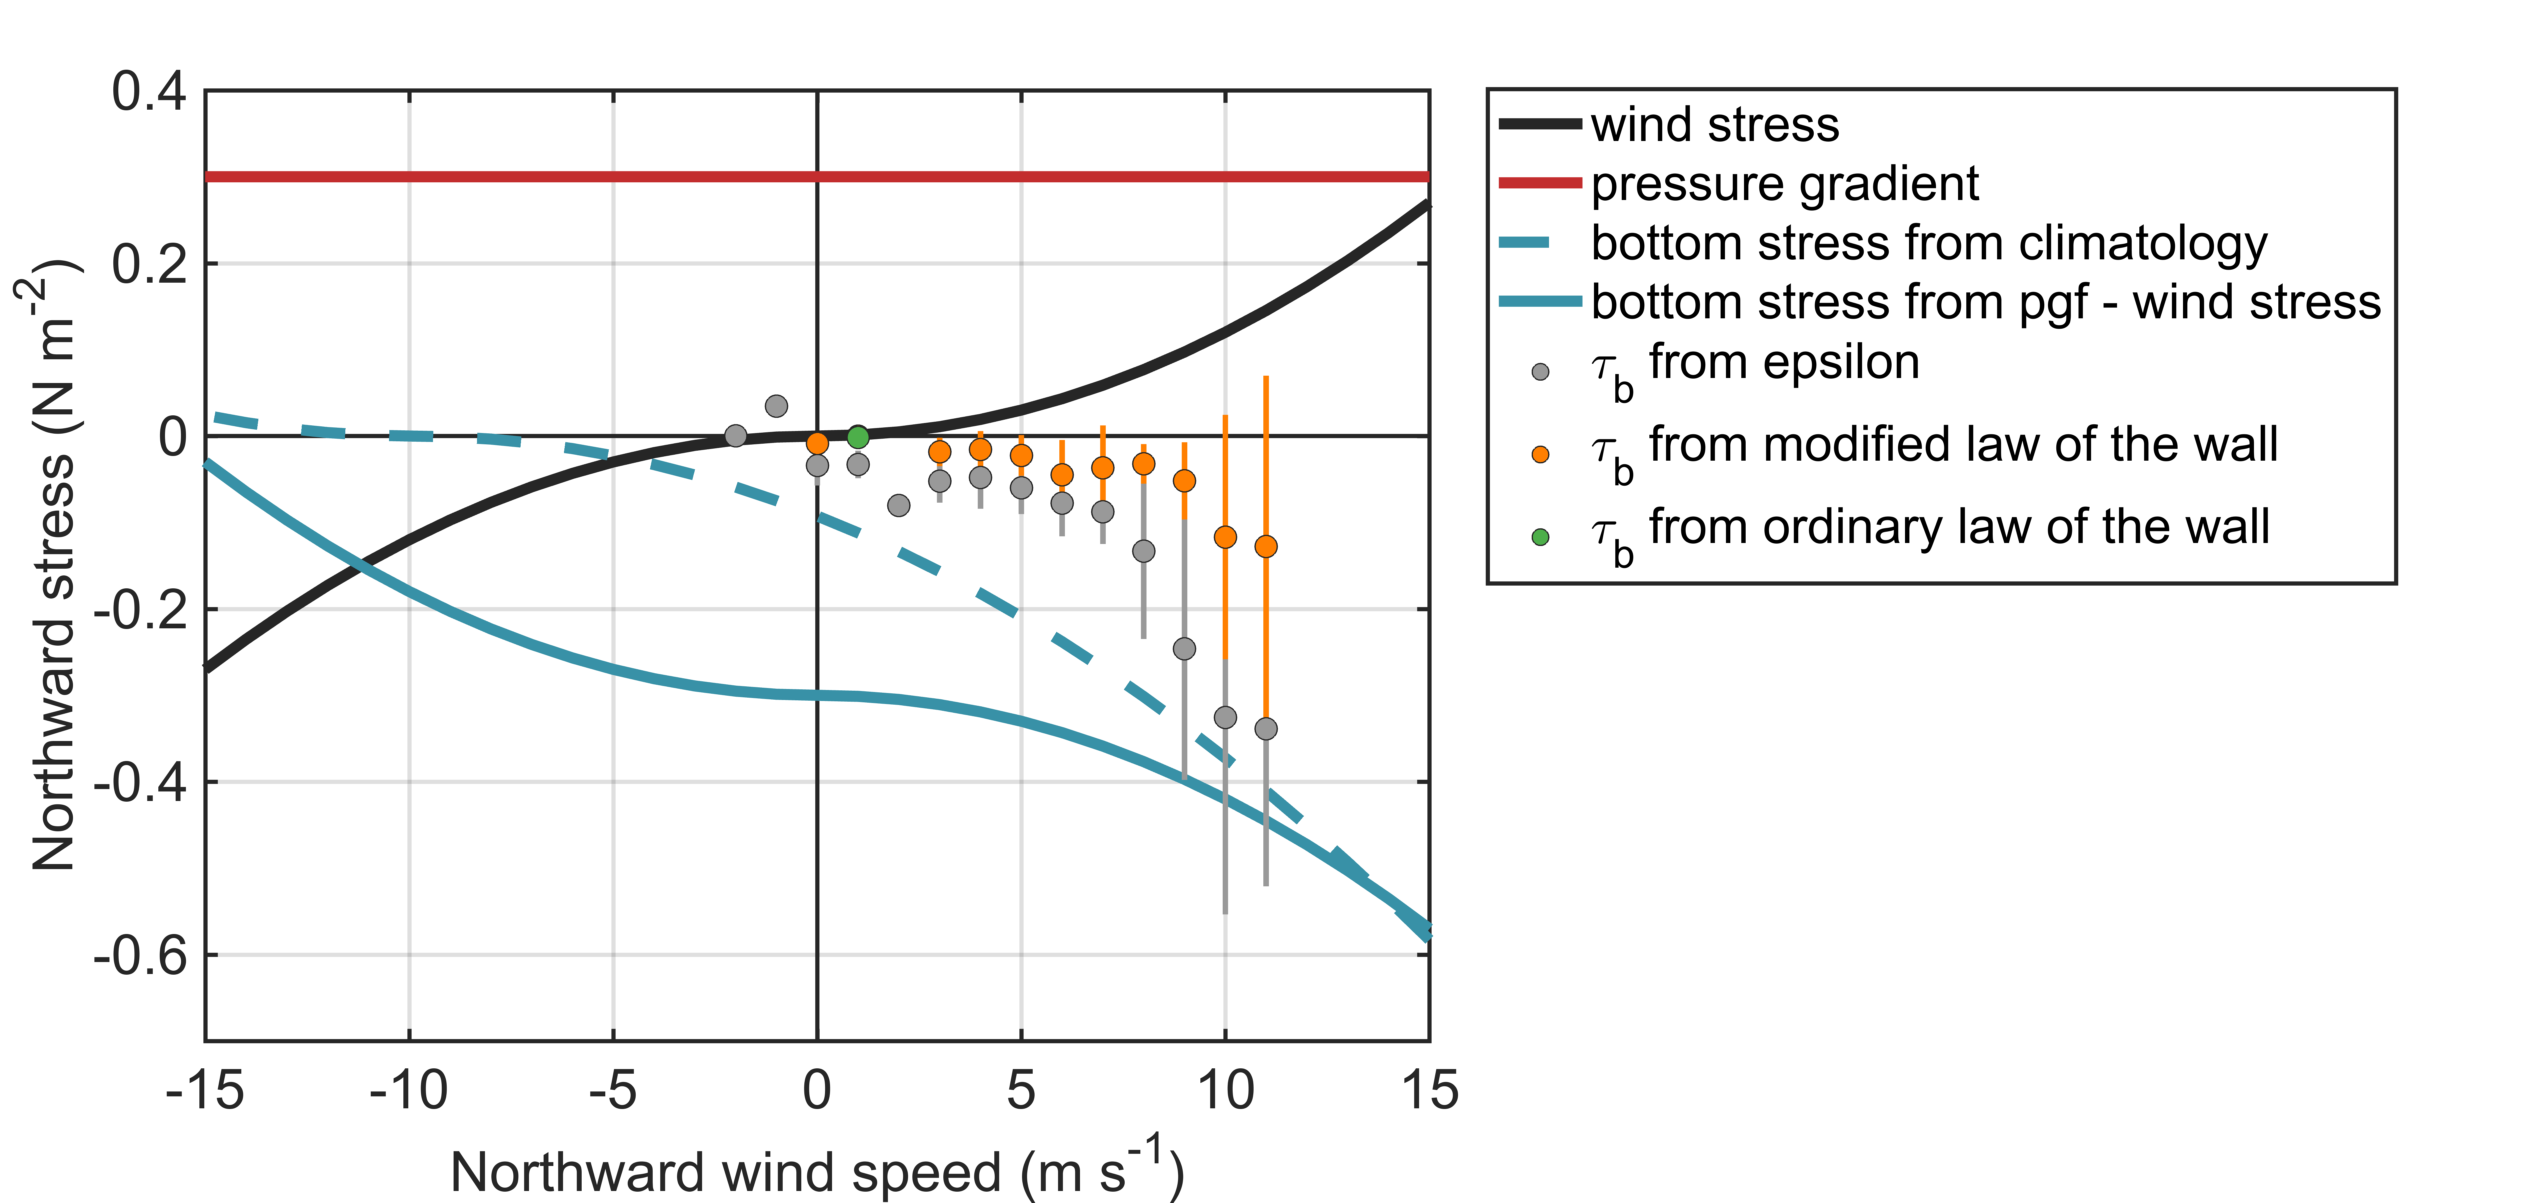 0.4
0.2
0
-0.2
-0.4
-0.6
Northward stress (N m⁻²)
-15 -10 -5 0 5 10 15
Northward wind speed (m s⁻¹)
wind stress
pressure gradient
bottom stress from climatology
bottom stress from pgf - wind stress
τb from epsilon
τb from modified law of the wall
τb from ordinary law of the wall